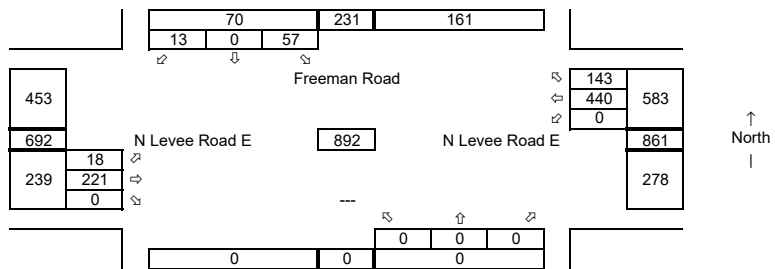 70 231 161
13 0 57
⬃ ⇩ ⬂
Freeman Road
⬁ 143
453 ⇦ 440 583
⬃ 0 ↑
692 N Levee Road E 892 N Levee Road E 861 North
18 ⬀ |
239 221 ⇨ 278
0 ⬂ ---
⬁ ⇧ ⬀
0 0 0
0 0 0